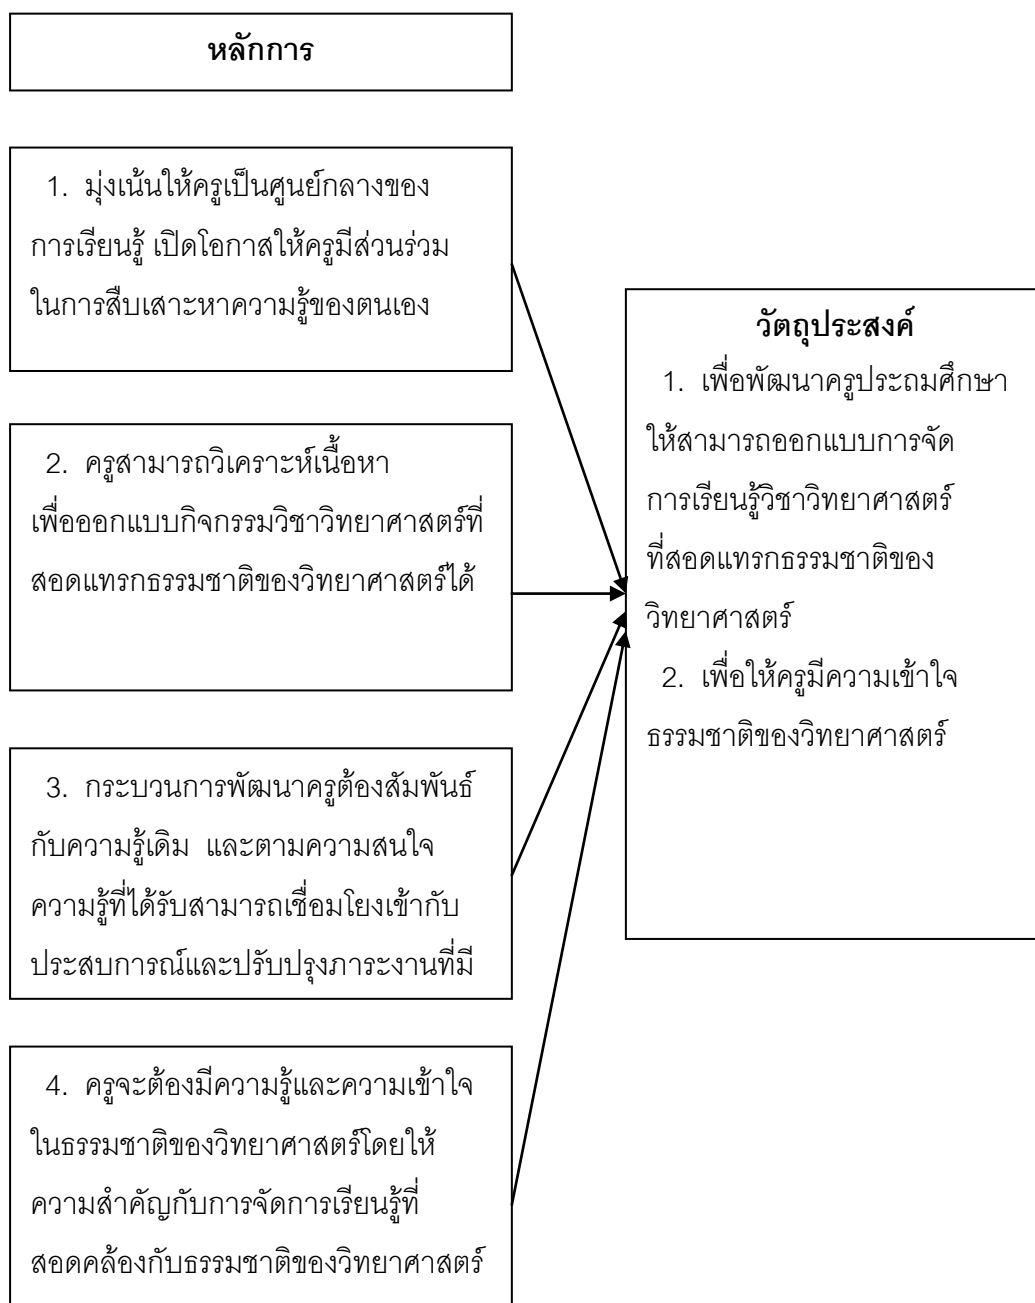 หลักการ
1. มุ่งเน้นให้ครูเป็นศูนย์กลางของ
การเรียนรู้ เปิดโอกาสให้ครูมีส่วนร่วม
ในการสืบเสาะหาความรู้ของตนเอง
2. ครูสามารถวิเคราะห์เนื้อหา
เพื่อออกแบบกิจกรรมวิชาวิทยาศาสตร์ที่
สอดแทรกธรรมชาติของวิทยาศาสตร์ได้
3. กระบวนการพัฒนาครูต้องสัมพันธ์
กับความรู้เดิม และตามความสนใจ
ความรู้ที่ได้รับสามารถเชื่อมโยงเข้ากับ
ประสบการณ์และปรับปรุงภาระงานที่มี
4. ครูจะต้องมีความรู้และความเข้าใจ
ในธรรมชาติของวิทยาศาสตร์โดยให้
ความสำคัญกับการจัดการเรียนรู้ที่
สอดคล้องกับธรรมชาติของวิทยาศาสตร์
วัตถุประสงค์
1. เพื่อพัฒนาครูประถมศึกษา
ให้สามารถออกแบบการจัด
การเรียนรู้วิชาวิทยาศาสตร์
ที่สอดแทรกธรรมชาติของ
วิทยาศาสตร์
2. เพื่อให้ครูมีความเข้าใจ
ธรรมชาติของวิทยาศาสตร์